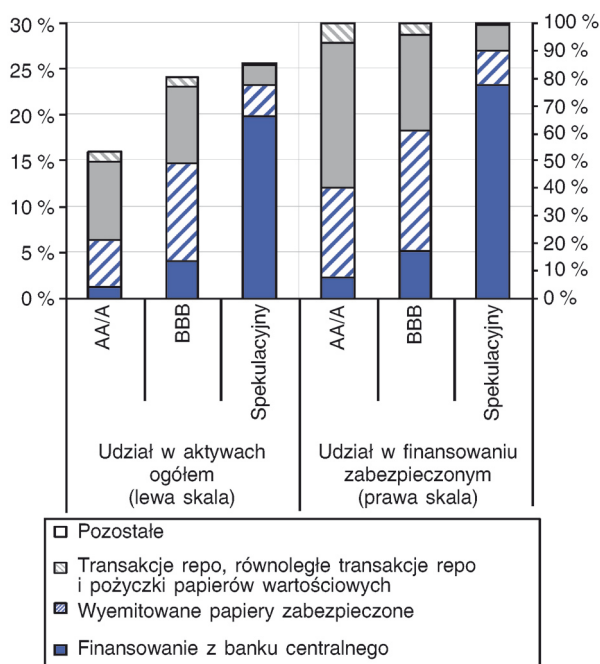 30 %
25 %
20 %
15 %
10 %
5 %
0 %
100 %
90 %
80 %
70 %
60 %
50 %
40 %
30 %
20 %
10 %
0 %
AA/A
BBB
Spekulacyjny
AA/A
BBB
Spekulacyjny
Udział w aktywach
ogółem
(lewa skala)
Udział w finansowaniu
zabezpieczonym
(prawa skala)
Pozostałe
Transakcje repo, równoległe transakcje repo
i pożyczki papierów wartościowych
Wyemitowane papiery zabezpieczone
Finansowanie z banku centralnego